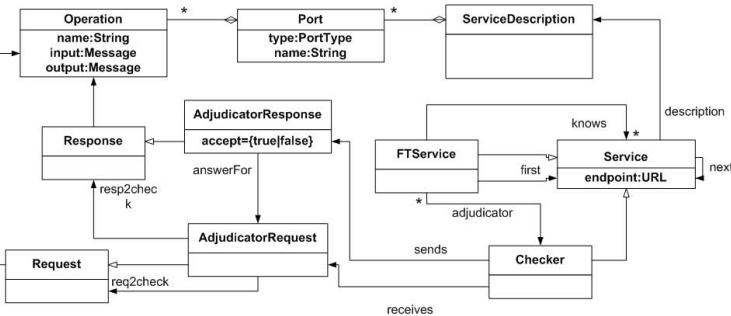 Operation
name:String
input:Message
output:Message
*
Port
type:PortType
name:String
*
ServiceDescription
description
Response
AdjudicatorResponse
accept={true|false}
answerFor
resp2chec
k
knows
*
FTService
first
Service
endpoint:URL
next
*
adjudicator
AdjudicatorRequest
sends
Checker
Request
req2check
receives